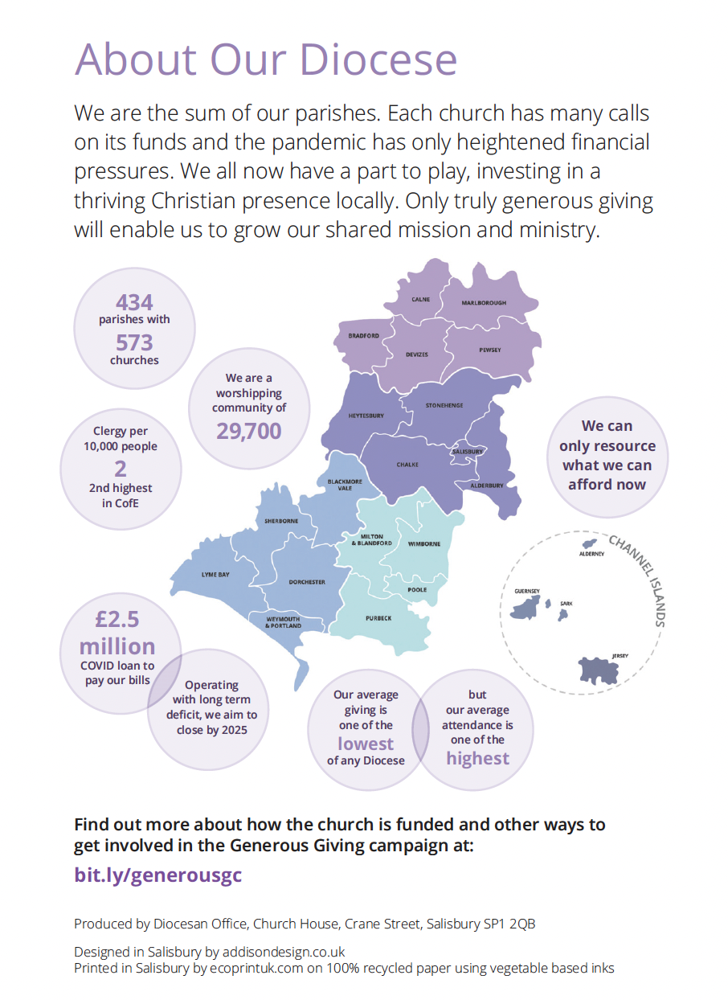 About Our Diocese
We are the sum of our parishes. Each church has many calls
on its funds and the pandemic has only heightened financial
pressures. We all now have a part to play, investing in a
thriving Christian presence locally. Only truly generous giving
will enable us to grow our shared mission and ministry.
434
parishes with
573
churches
We are a
worshipping
community of
29,700
Clergy per
10,000 people
2
2nd highest
in CofE
CALNE
MARLBOROUGH
BRADFORD
DEVIZES
PEWSEY
HEYTESBURY
STONEHENGE
CHALKE
SALISBURY
ALDERBURY
BLACKMORE
VALE
SHERBORNE
MILTON
& BLANDFORD
WIMBORNE
LYME BAY
DORCHESTER
POOLE
WEYMOUTH
& PORTLAND
PURBECK
We can
only resource
what we can
afford now
CHANNEL ISLANDS
ALDERNEY
GUERNSEY
SARK
JERSEY
£2.5
million
COVID loan to
pay our bills
Operating
with long term
deficit, we aim to
close by 2025
Our average
giving is
one of the
lowest
of any Diocese
but
our average
attendance is
one of the
highest
Find out more about how the church is funded and other ways to
get involved in the Generous Giving campaign at:
bit.ly/generousgc
Produced by Diocesan Office, Church House, Crane Street, Salisbury SP1 2QB
Designed in Salisbury by addisondesign.co.uk
Printed in Salisbury by ecoprintuk.com on 100% recycled paper using vegetable based inks